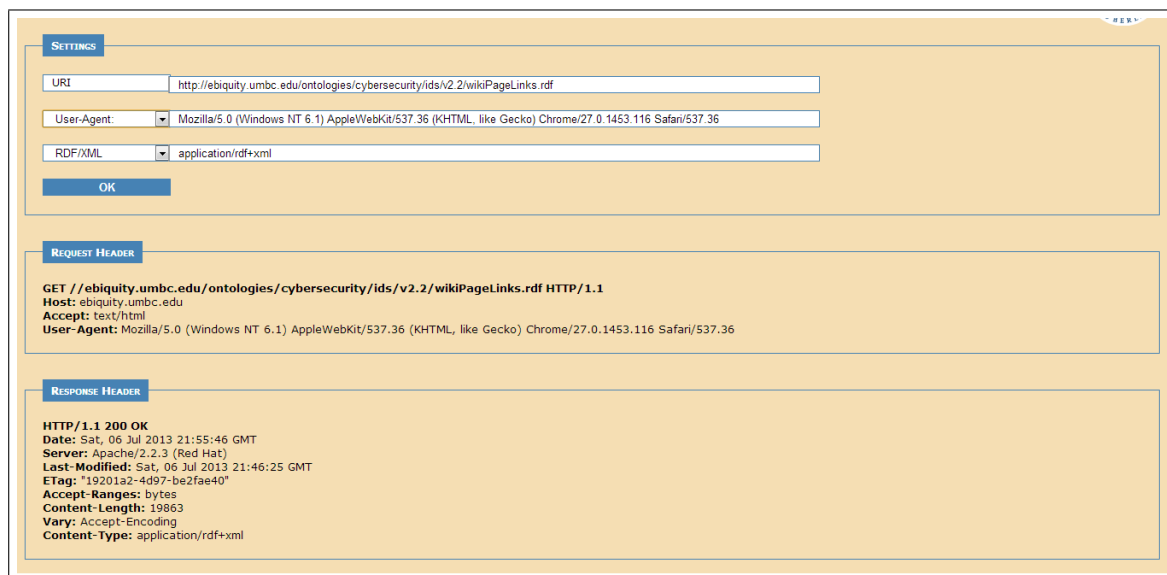 SETTINGS
URI http://ebiquity.umbc.edu/ontologies/cybersecurity/ids/v2.2/wikiPageLinks.rdf
User-Agent: Mozilla/5.0 (Windows NT 6.1) AppleWebKit/537.36 (KHTML, like Gecko) Chrome/27.0.1453.116 Safari/537.36
RDF/XML application/rdf+xml
OK
REQUEST HEADER
GET //ebiquity.umbc.edu/ontologies/cybersecurity/ids/v2.2/wikiPageLinks.rdf HTTP/1.1
Host: ebiquity.umbc.edu
Accept: text/html
User-Agent: Mozilla/5.0 (Windows NT 6.1) AppleWebKit/537.36 (KHTML, like Gecko) Chrome/27.0.1453.116 Safari/537.36
RESPONSE HEADER
HTTP/1.1 200 OK
Date: Sat, 06 Jul 2013 21:55:46 GMT
Server: Apache/2.2.3 (Red Hat)
Last-Modified: Sat, 06 Jul 2013 21:46:25 GMT
ETag: "19201a2-4d97-be2fae40"
Accept-Ranges: bytes
Content-Length: 19863
Vary: Accept-Encoding
Content-Type: application/rdf+xml